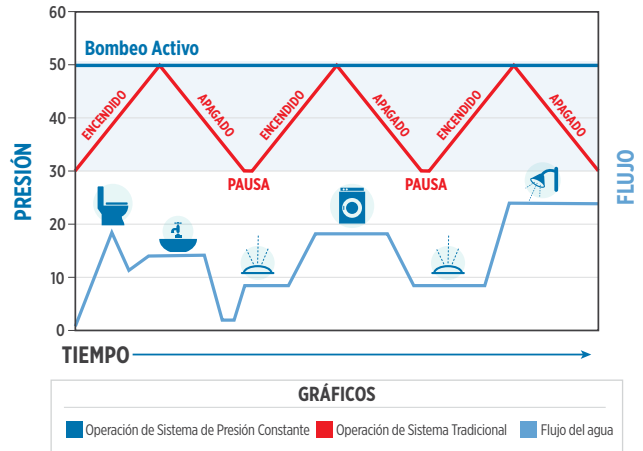 60
Bombeo Activo
50
ENCENDIDO
APAGADO
ENCENDIDO
APAGADO
ENCENDIDO
APAGADO
40
30
PAUSA
PAUSA
PRESIÓN
FLUJO
20
10
0
TIEMPO
GRÁFICOS
Operación de Sistema de Presión Constante
Operación de Sistema Tradicional
Flujo del agua